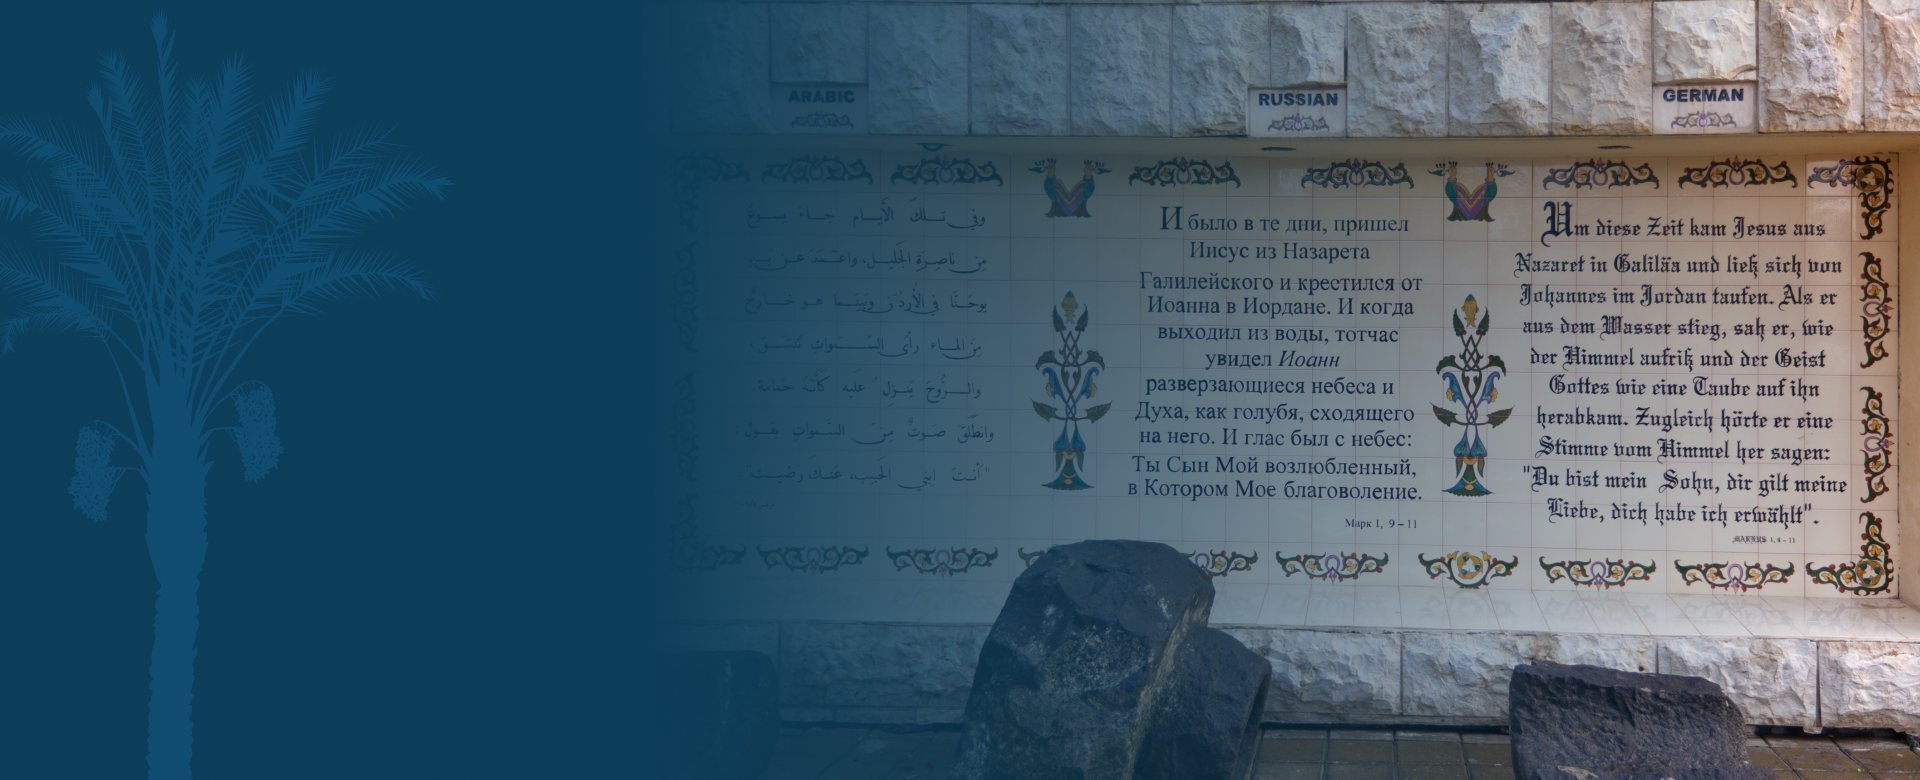 ARABIC
وفي تلك الأيام جاء يسوع
من ناصرة الجليل، واعتمد عن يد
يوحنا في الأردن وبينما هو خارج
من الماء رأى السموات تنشق،
والروح ينزل عليه كأنه حمامة
وانطلق صوت من السموات يقول:
"أنت ابني الحبيب، عنك رضيت"
RUSSIAN
И было в те дни, пришел
Иисус из Назарета
Галилейского и крестился от
Иоанна в Иордане. И когда
выходил из воды, тотчас
увидел Иоанн
разверзающиеся небеса и
Духа, как голубя, сходящего
на него. И глас был с небес:
Ты Сын Мой возлюбленный,
в Котором Мое благоволение.
Марк 1, 9-11
GERMAN
Um diese Zeit kam Jesus aus
Nazaret in Galiläa und ließ sich von
Johannes im Jordan taufen. Als er
aus dem Wasser stieg, sah er, wie
der Himmel aufriß und der Geist
Gottes wie eine Taube auf ihn
herabkam. Zugleich hörte er eine
Stimme vom Himmel her sagen:
"Du bist mein Sohn, dir gilt meine
Liebe, dich habe ich erwählt".
MARKUS 1, 9-11